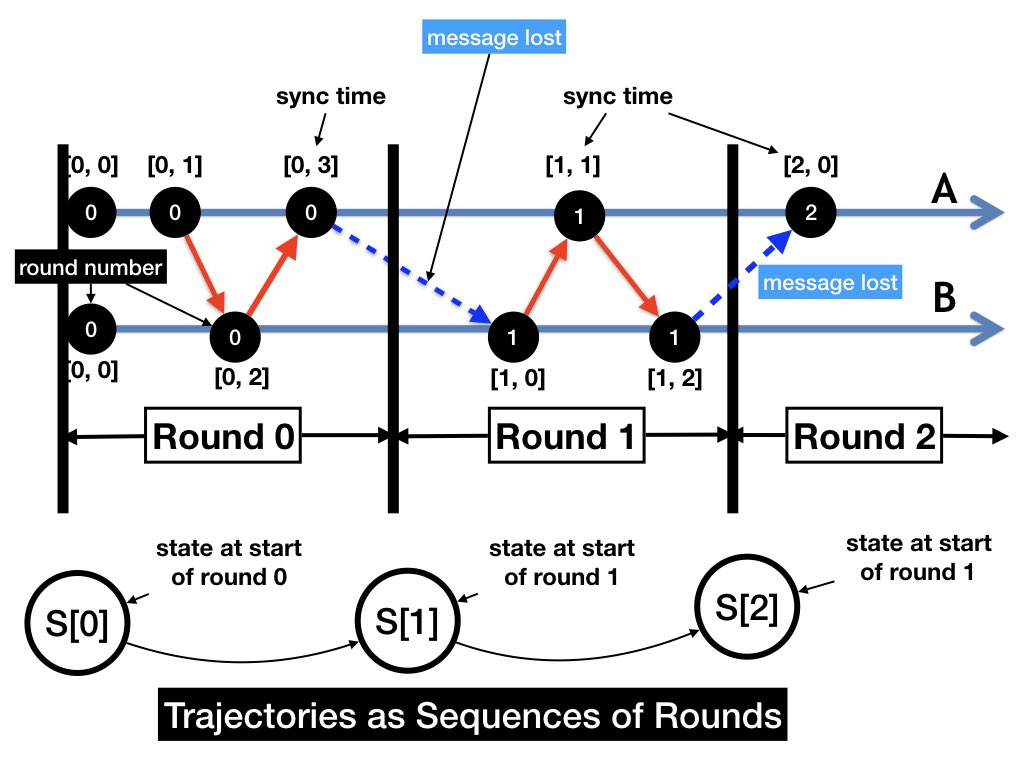 message lost
sync time
sync time
[0, 0]
[0, 1]
[0, 3]
[1, 1]
[2, 0]
0
0
0
1
2
A
round number
message lost
B
0
0
1
1
[0, 0]
[0, 2]
[1, 0]
[1, 2]
Round 0
Round 1
Round 2
state at start
of round 0
state at start
of round 1
state at start
of round 1
S[0]
S[1]
S[2]
Trajectories as Sequences of Rounds